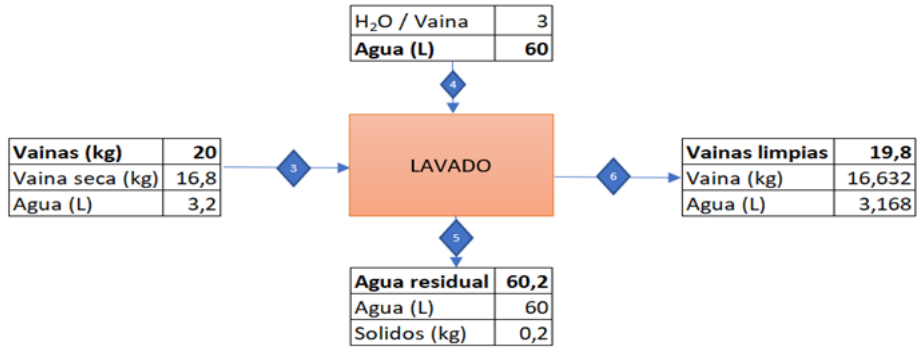 H₂O / Vaina 3
Agua (L) 60
4
Vainas (kg) 20
Vaina seca (kg) 16,8
Agua (L) 3,2
3
LAVADO
6
Vainas limpias 19,8
Vaina (kg) 16,632
Agua (L) 3,168
5
Agua residual 60,2
Agua (L) 60
Solidos (kg) 0,2